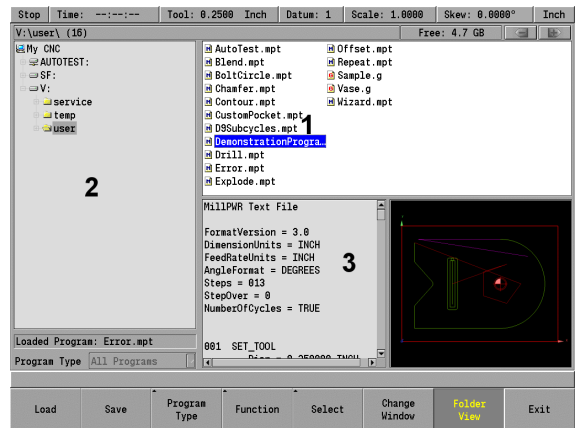 Stop Time: --:--:-- Tool: 0.2500 Inch Datum: 1 Scale: 1.0000 Skew: 0.0000° Inch
V:\user\ (16) Free: 4.7 GB
My CNC
AUTOTEST:
SF:
V:
service
temp
user
2
AutoTest.mpt
Blend.mpt
BoltCircle.mpt
Chamfer.mpt
Contour.mpt
CustomPocket.mpt
D9Subcycles.mpt
DemonstrationProgra…
Drill.mpt
Error.mpt
Explode.mpt
Offset.mpt
Repeat.mpt
Sample.g
Vase.g
Wizard.mpt
1
MillPWR Text File
FormatVersion = 3.0
DimensionUnits = INCH
FeedRateUnits = INCH
AngleFormat = DEGREES
Steps = 013
StepOver = 0
NumberOfCycles = TRUE
3
001 SET_TOOL
Diam = 0.250000 INCH
Loaded Program: Error.mpt
Program Type All Programs
Load Save Program Type Function Select Change Window Folder View Exit